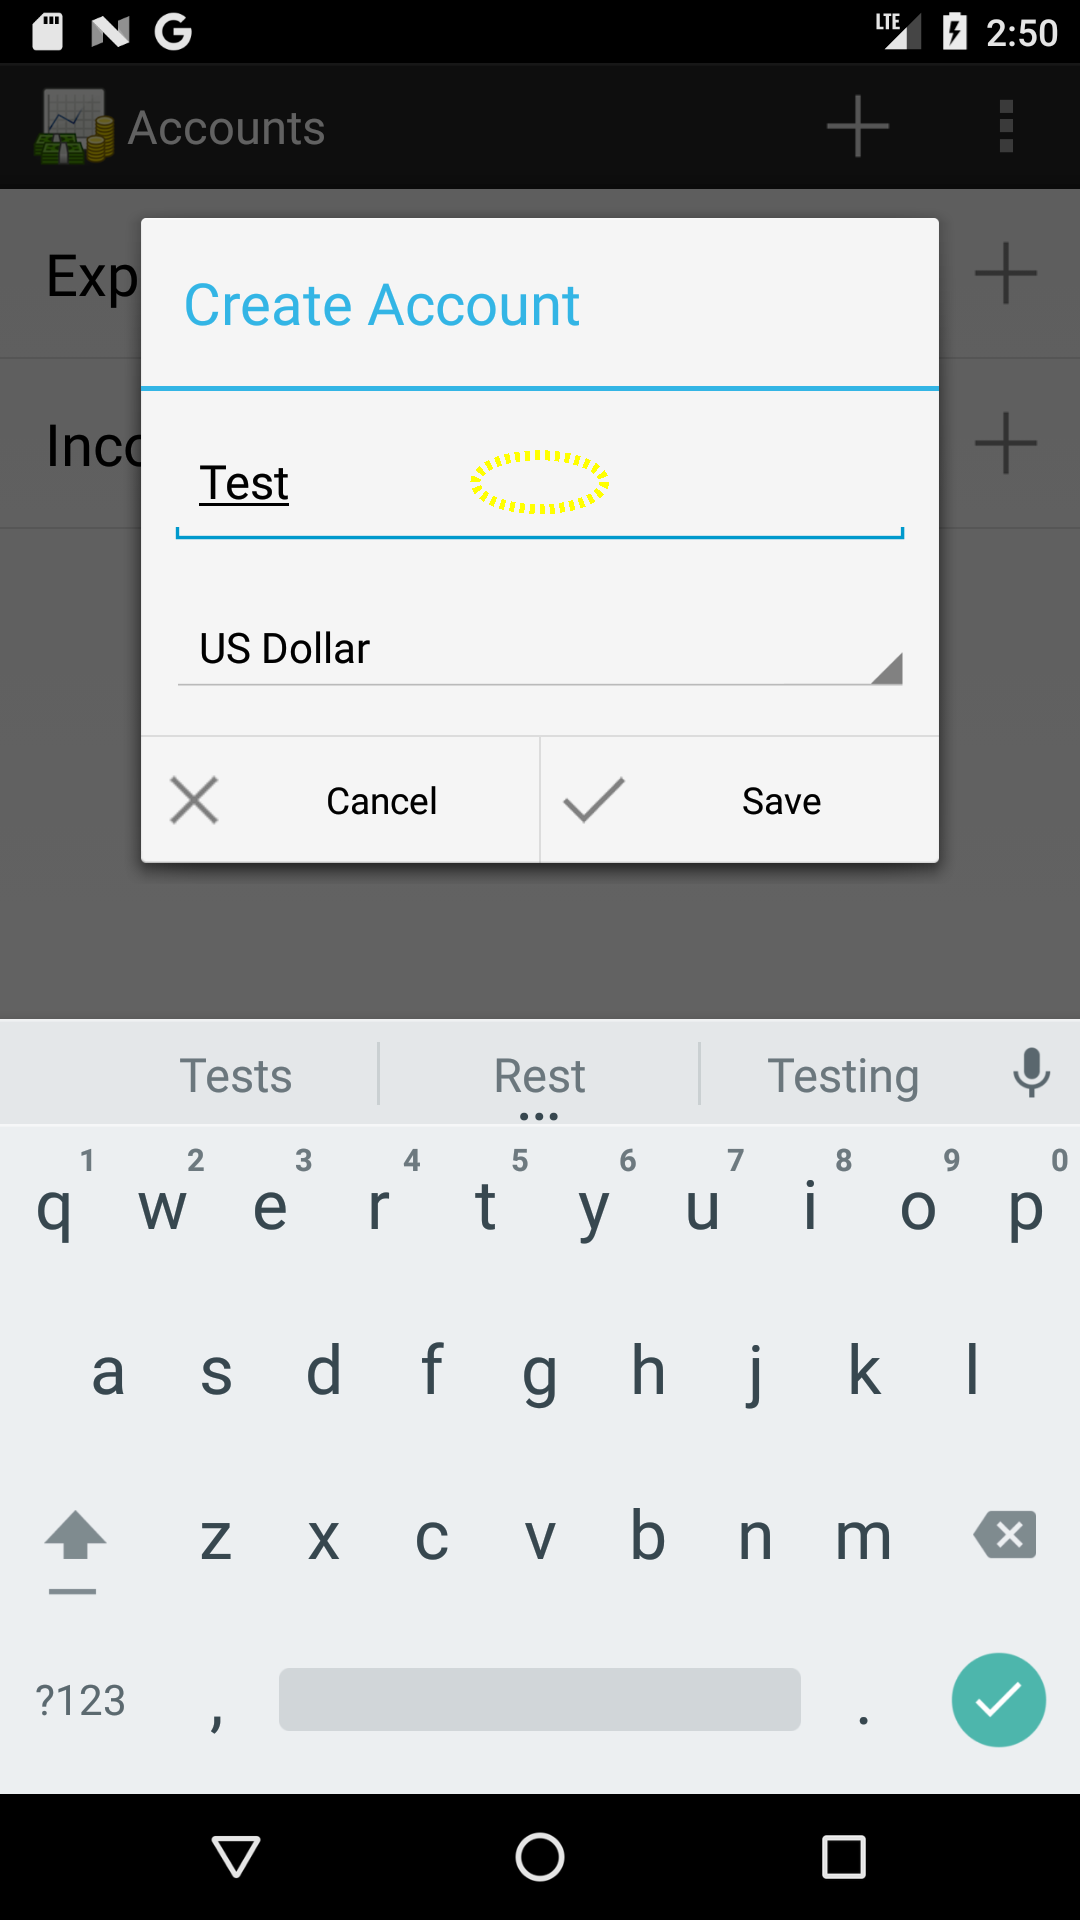 LTE 2:50
Accounts
Exp
Inco
Create Account
Test
US Dollar
Cancel
Save
Tests
Rest
Testing
1 2 3 4 5 6 7 8 9 0
q w e r t y u i o p
a s d f g h j k l
z x c v b n m
?123 , .